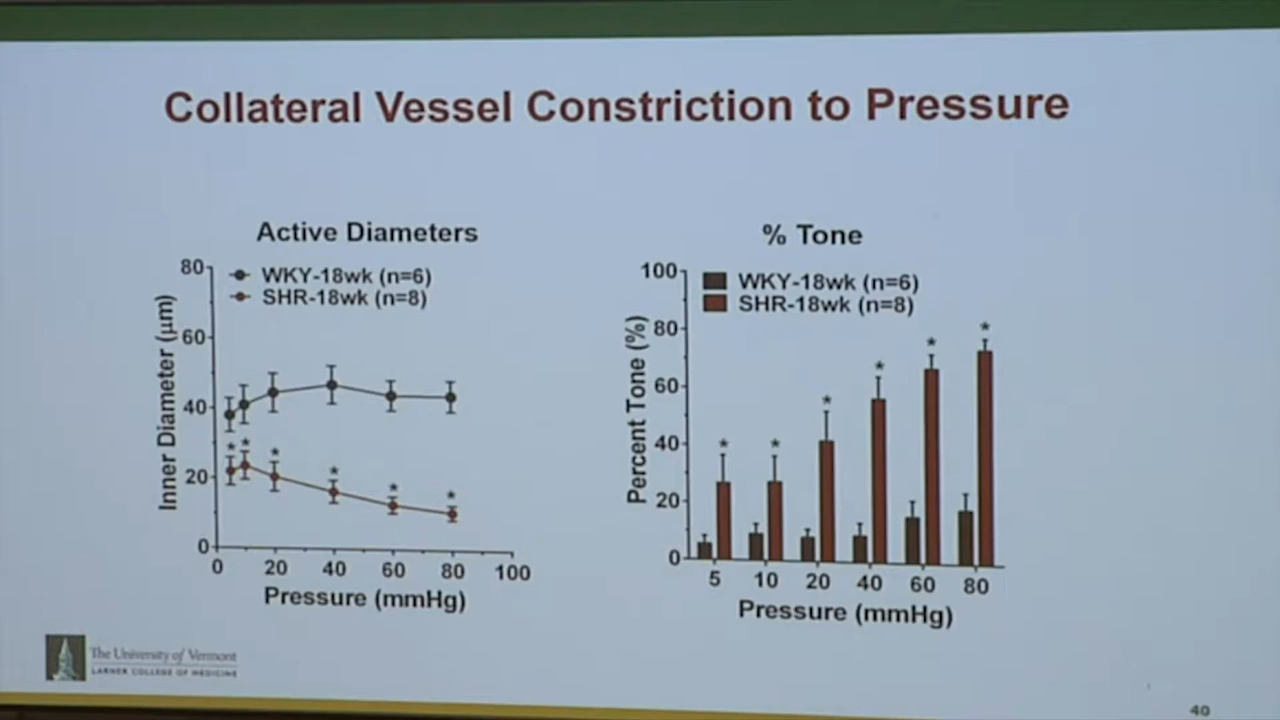 Collateral Vessel Constriction to Pressure
Active Diameters
80
60
40
20
0
Inner Diameter (μm)
WKY-18wk (n=6)
SHR-18wk (n=8)
* * * * * *
0 20 40 60 80 100
Pressure (mmHg)
% Tone
100
80
60
40
20
0
Percent Tone (%)
WKY-18wk (n=6)
SHR-18wk (n=8)
* * * * * *
5 10 20 40 60 80
Pressure (mmHg)
The University of Vermont
LARNER COLLEGE OF MEDICINE
40